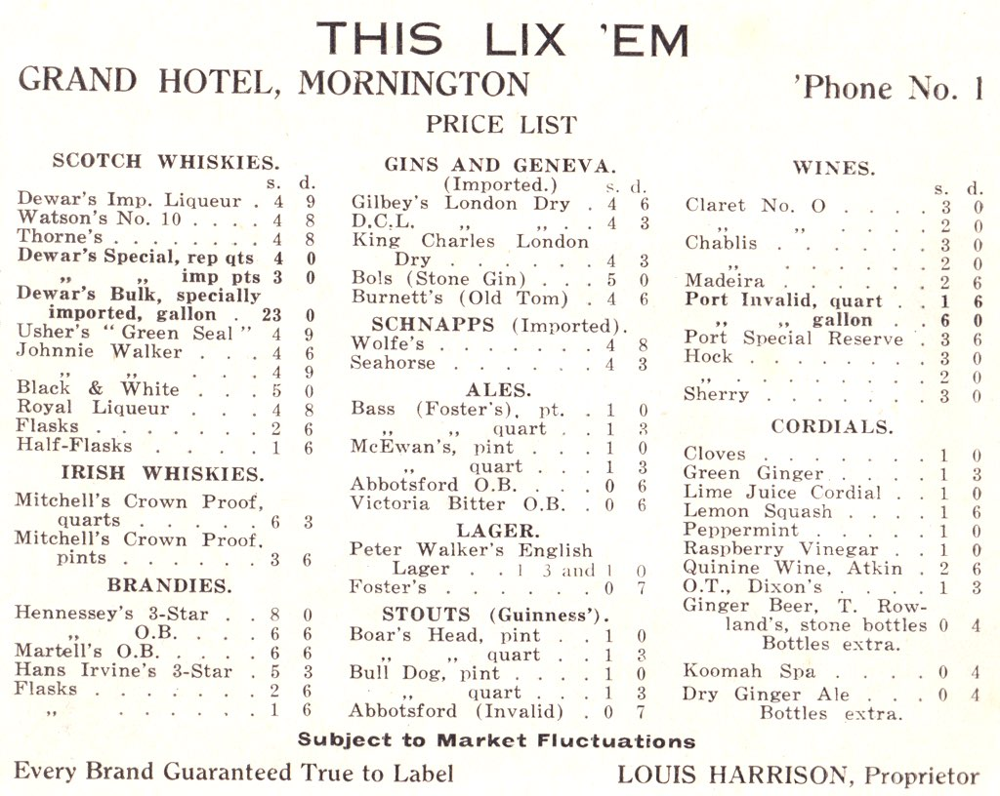 THIS LIX 'EM
GRAND HOTEL, MORNINGTON 'Phone No. 1
PRICE LIST
SCOTCH WHISKIES.
s. d.
Dewar's Imp. Liqueur . 4 9
Watson's No. 10 . . . . 4 8
Thorne's . . . . . . . . 4 8
Dewar's Special, rep qts 4 0
„ „ imp pts 3 0
Dewar's Bulk, specially
imported, gallon . 23 0
Usher's "Green Seal" 4 9
Johnnie Walker . . . 4 6
„ „ . . . 4 9
Black & White . . . 5 0
Royal Liqueur . . . 4 8
Flasks . . . . . . . 2 6
Half-Flasks . . . . 1 6
IRISH WHISKIES.
Mitchell's Crown Proof,
quarts . . . . . 6 3
Mitchell's Crown Proof,
pints . . . . . . 3 6
BRANDIES.
Hennessey's 3-Star . . 8 0
„ O.B. . . . 6 6
Martell's O.B. . . . . 6 6
Hans Irvine's 3-Star . 5 3
Flasks . . . . . . . 2 6
„ . . . . . . 1 6
GINS AND GENEVA.
(Imported.) s. d.
Gilbey's London Dry . 4 6
D.C.L. „ „ . . 4 3
King Charles London
Dry . . . . . . 4 3
Bols (Stone Gin) . . . 5 0
Burnett's (Old Tom) . 4 6
SCHNAPPS (Imported).
Wolfe's . . . . . . . 4 8
Seahorse . . . . . . 4 3
ALES.
Bass (Foster's), pt. . 1 0
„ „ quart . 1 3
McEwan's, pint . . . 1 0
„ quart . . . 1 3
Abbotsford O.B. . . . 0 6
Victoria Bitter O.B. . 0 6
LAGER.
Peter Walker's English
Lager . . 1 3 and 1 0
Foster's . . . . . . 0 7
STOUTS (Guinness').
Boar's Head, pint . . 1 0
„ „ quart . . 1 3
Bull Dog, pint . . . . 1 0
„ quart . . . 1 3
Abbotsford (Invalid) . 0 7
WINES.
s. d.
Claret No. O . . . . 3 0
„ „ . . . . 2 0
Chablis . . . . . . 3 0
„ . . . . . . 2 0
Madeira . . . . . . 2 6
Port Invalid, quart . . 1 6
„ „ gallon . . 6 0
Port Special Reserve . 3 6
Hock . . . . . . . 3 0
„ . . . . . . . 2 0
Sherry . . . . . . . 3 0
CORDIALS.
Cloves . . . . . . . 1 0
Green Ginger . . . . 1 3
Lime Juice Cordial . . 1 0
Lemon Squash . . . . 1 6
Peppermint . . . . . 1 0
Raspberry Vinegar . . 1 0
Quinine Wine, Atkin . 2 6
O.T., Dixon's . . . . 1 3
Ginger Beer, T. Row-
land's, stone bottles 0 4
Bottles extra.
Koomah Spa . . . . 0 4
Dry Ginger Ale . . . 0 4
Bottles extra.
Subject to Market Fluctuations
Every Brand Guaranteed True to Label LOUIS HARRISON, Proprietor